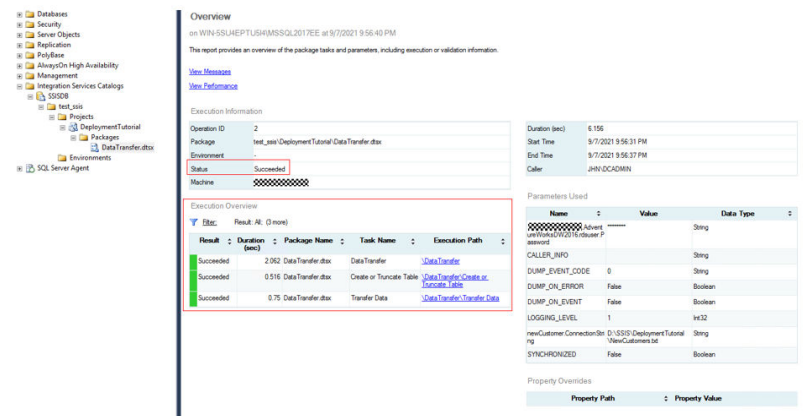 Databases
Security
Server Objects
Replication
PolyBase
AlwaysOn High Availability
Management
Integration Services Catalogs
SSISDB
test_ssis
Projects
DeploymentTutorial
Packages
DataTransfer.dtsx
Environments
SQL Server Agent
Overview
on WIN-5SU4EPTU5I4\MSSQL2017EE at 9/7/2021 9:56:40 PM
This report provides an overview of the package tasks and parameters, including execution or validation information.
View Messages
View Performance
Execution Information
Operation ID 2
Package test_ssis\DeploymentTutorial\DataTransfer.dtsx
Environment -
Status Succeeded
Machine
Duration (sec) 6.156
Start Time 9/7/2021 9:56:31 PM
End Time 9/7/2021 9:56:37 PM
Caller JHN\DCADMIN
Execution Overview
Filter: Result: All; (3 more)
Result Duration (sec) Package Name Task Name Execution Path
Succeeded 2.062 DataTransfer.dtsx DataTransfer \DataTransfer
Succeeded 0.516 DataTransfer.dtsx Create or Truncate Table \DataTransfer\Create or
Truncate Table
Succeeded 0.75 DataTransfer.dtsx Transfer Data \DataTransfer\Transfer Data
Parameters Used
Name Value Data Type
.Advent ******** String
ureWorksDW2016.rdsuser.P
assword
CALLER_INFO String
DUMP_EVENT_CODE 0 String
DUMP_ON_ERROR False Boolean
DUMP_ON_EVENT False Boolean
LOGGING_LEVEL 1 Int32
newCustomer.ConnectionStri D:\SSIS\DeploymentTutorial String
ng \NewCustomers.txt
SYNCHRONIZED False Boolean
Property Overrides
Property Path Property Value